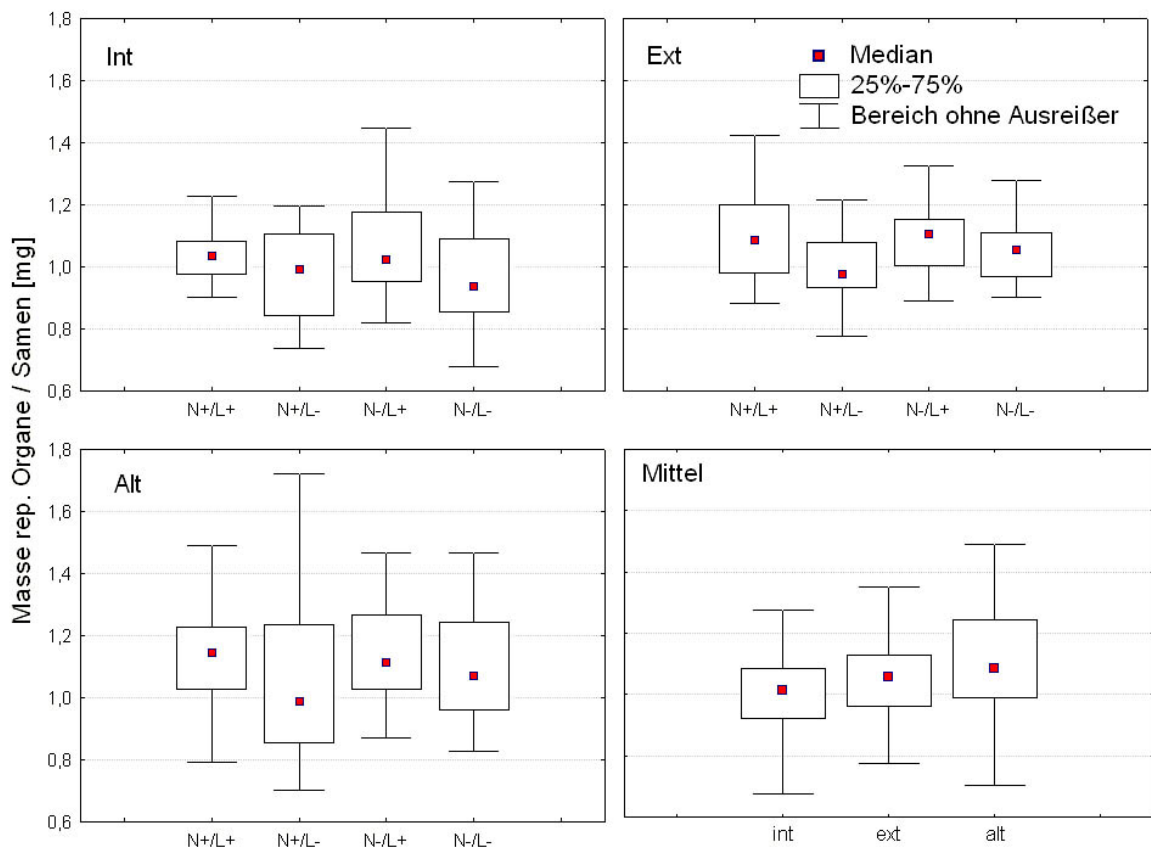 Masse rep. Organe / Samen [mg]
Int
1,8
1,6
1,4
1,2
1,0
0,8
0,6
N+/L+ N+/L- N-/L+ N-/L-
Ext
Median
25%-75%
Bereich ohne Ausreißer
N+/L+ N+/L- N-/L+ N-/L-
Alt
1,8
1,6
1,4
1,2
1,0
0,8
0,6
N+/L+ N+/L- N-/L+ N-/L-
Mittel
int ext alt